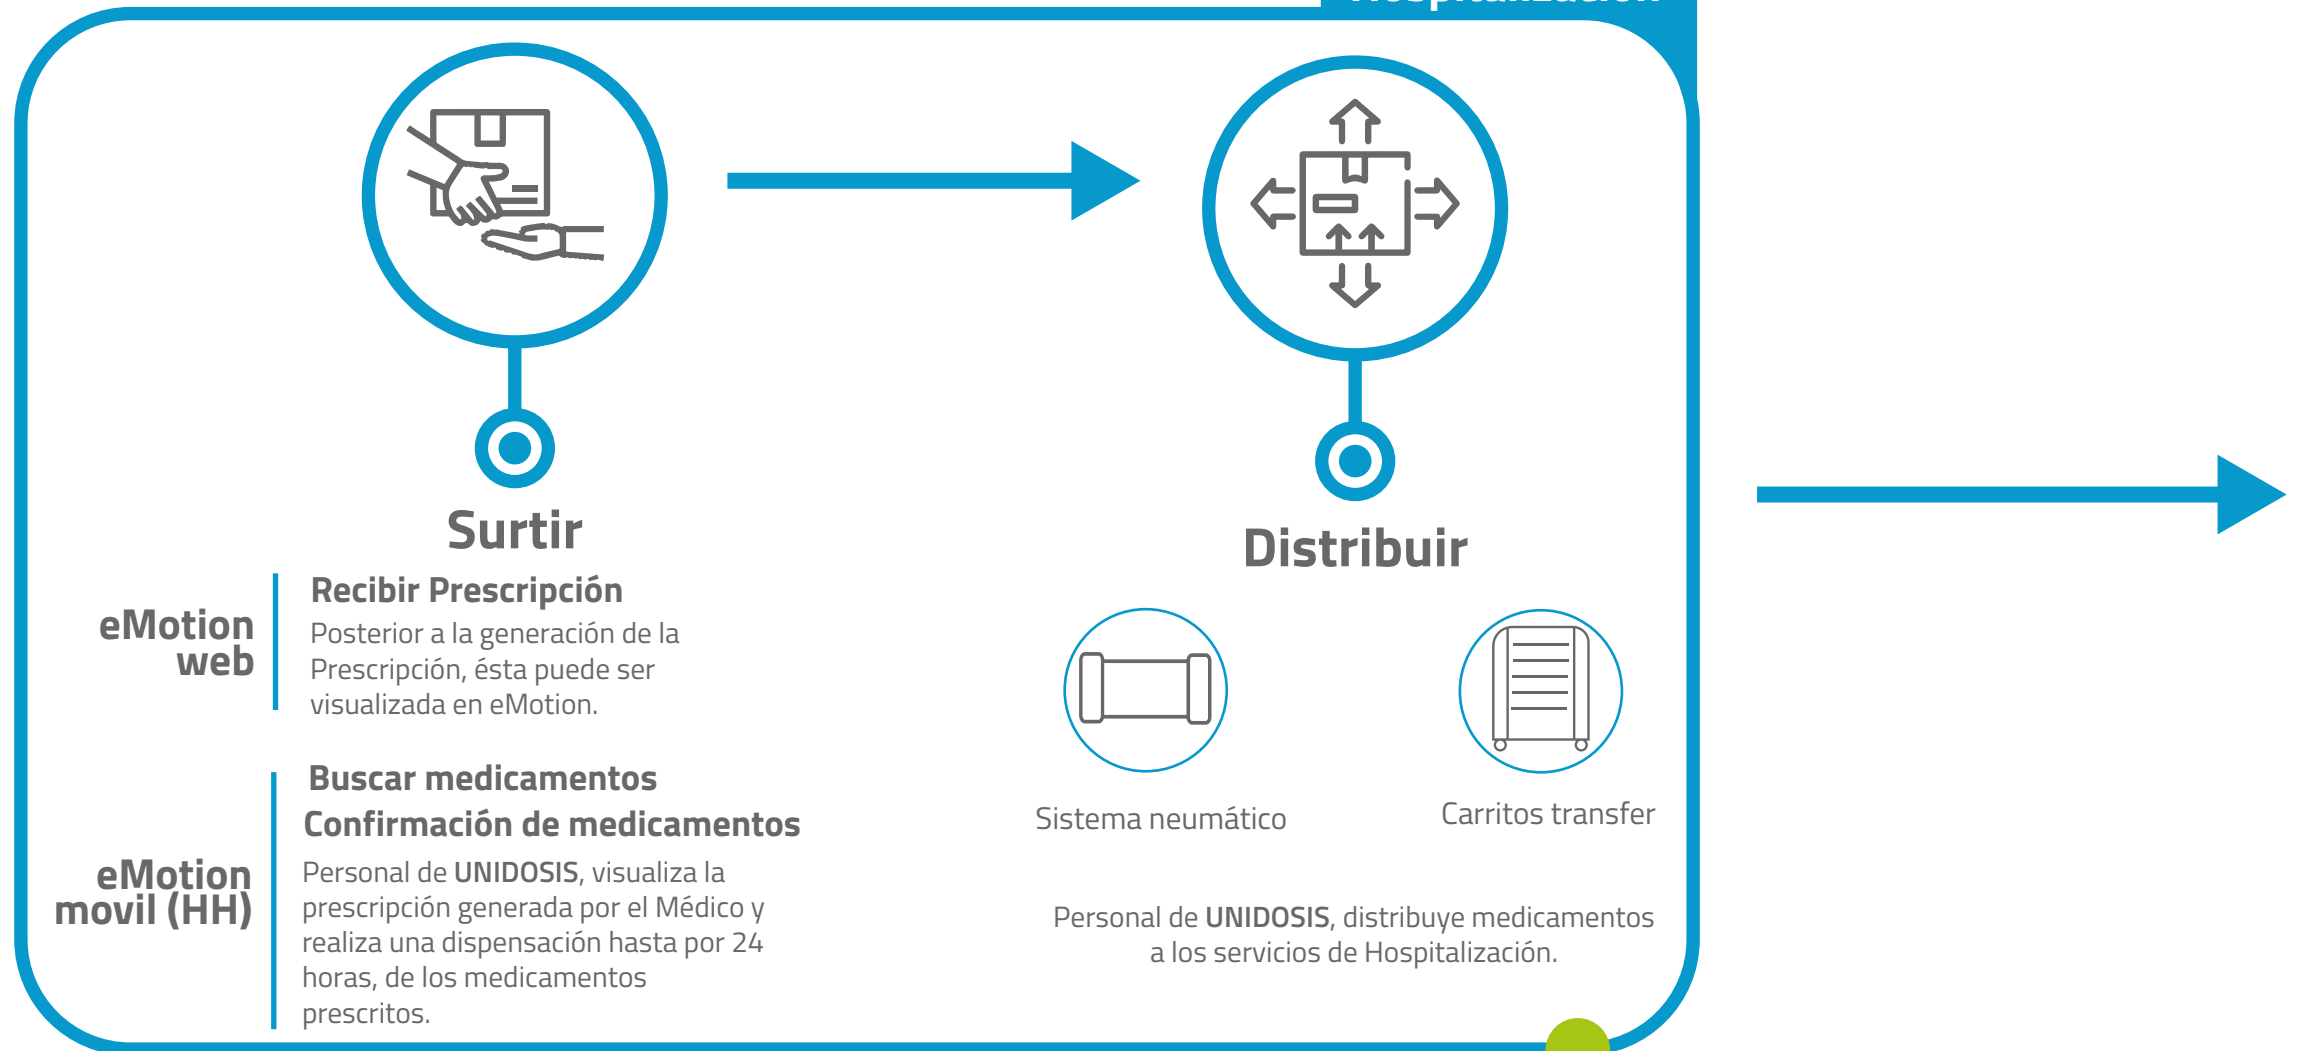 Hospitalización
Surtir
eMotion
web
Recibir Prescripción
Posterior a la generación de la
Prescripción, ésta puede ser
visualizada en eMotion.
eMotion
movil (HH)
Buscar medicamentos
Confirmación de medicamentos
Personal de UNIDOSIS, visualiza la
prescripción generada por el Médico y
realiza una dispensación hasta por 24
horas, de los medicamentos
prescritos.
Distribuir
Sistema neumático
Carritos transfer
Personal de UNIDOSIS, distribuye medicamentos
a los servicios de Hospitalización.